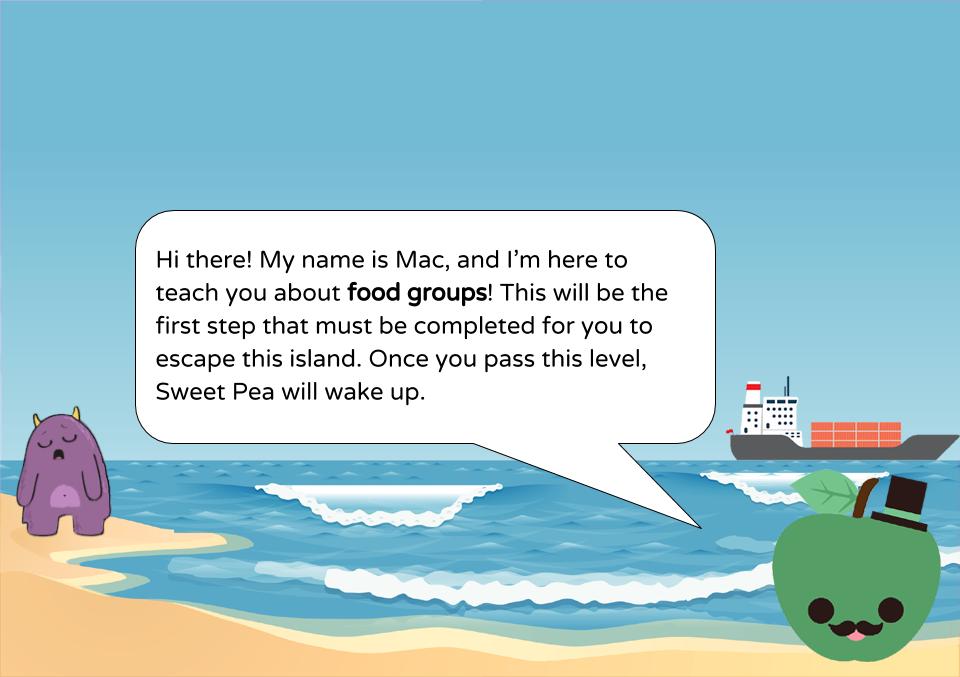 Hi there! My name is Mac, and I’m here to
teach you about food groups! This will be the
first step that must be completed for you to
escape this island. Once you pass this level,
Sweet Pea will wake up.